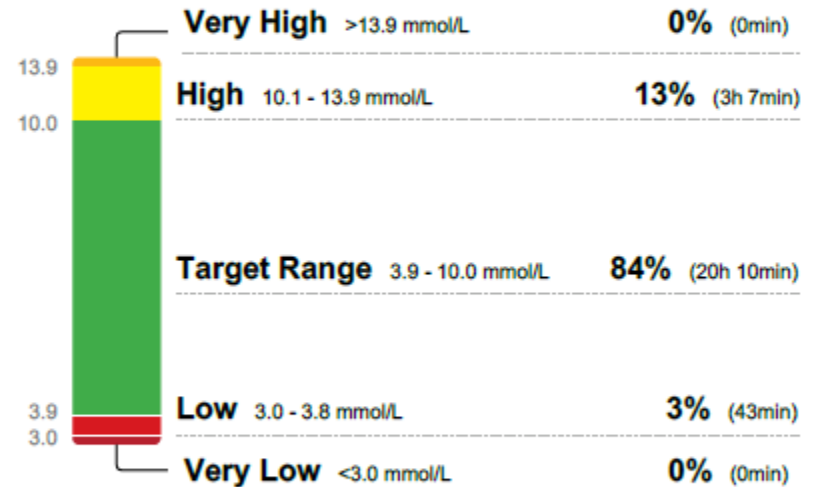 Very High >13.9 mmol/L 0% (0min)
13.9
High 10.1 - 13.9 mmol/L 13% (3h 7min)
10.0
Target Range 3.9 - 10.0 mmol/L 84% (20h 10min)
3.9
Low 3.0 - 3.8 mmol/L 3% (43min)
3.0
Very Low <3.0 mmol/L 0% (0min)